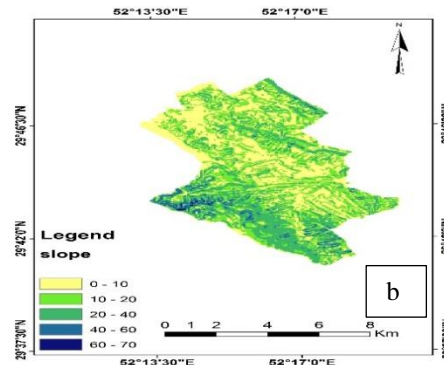 52°13'30"E 52°17'0"E
N
29°46'30"N
29°42'0"N
Legend
slope
0 - 10
10 - 20
20 - 40
40 - 60
60 - 70
b
0 2 4 6 8
Km
29°37'30"N
52°13'30"E 52°17'0"E